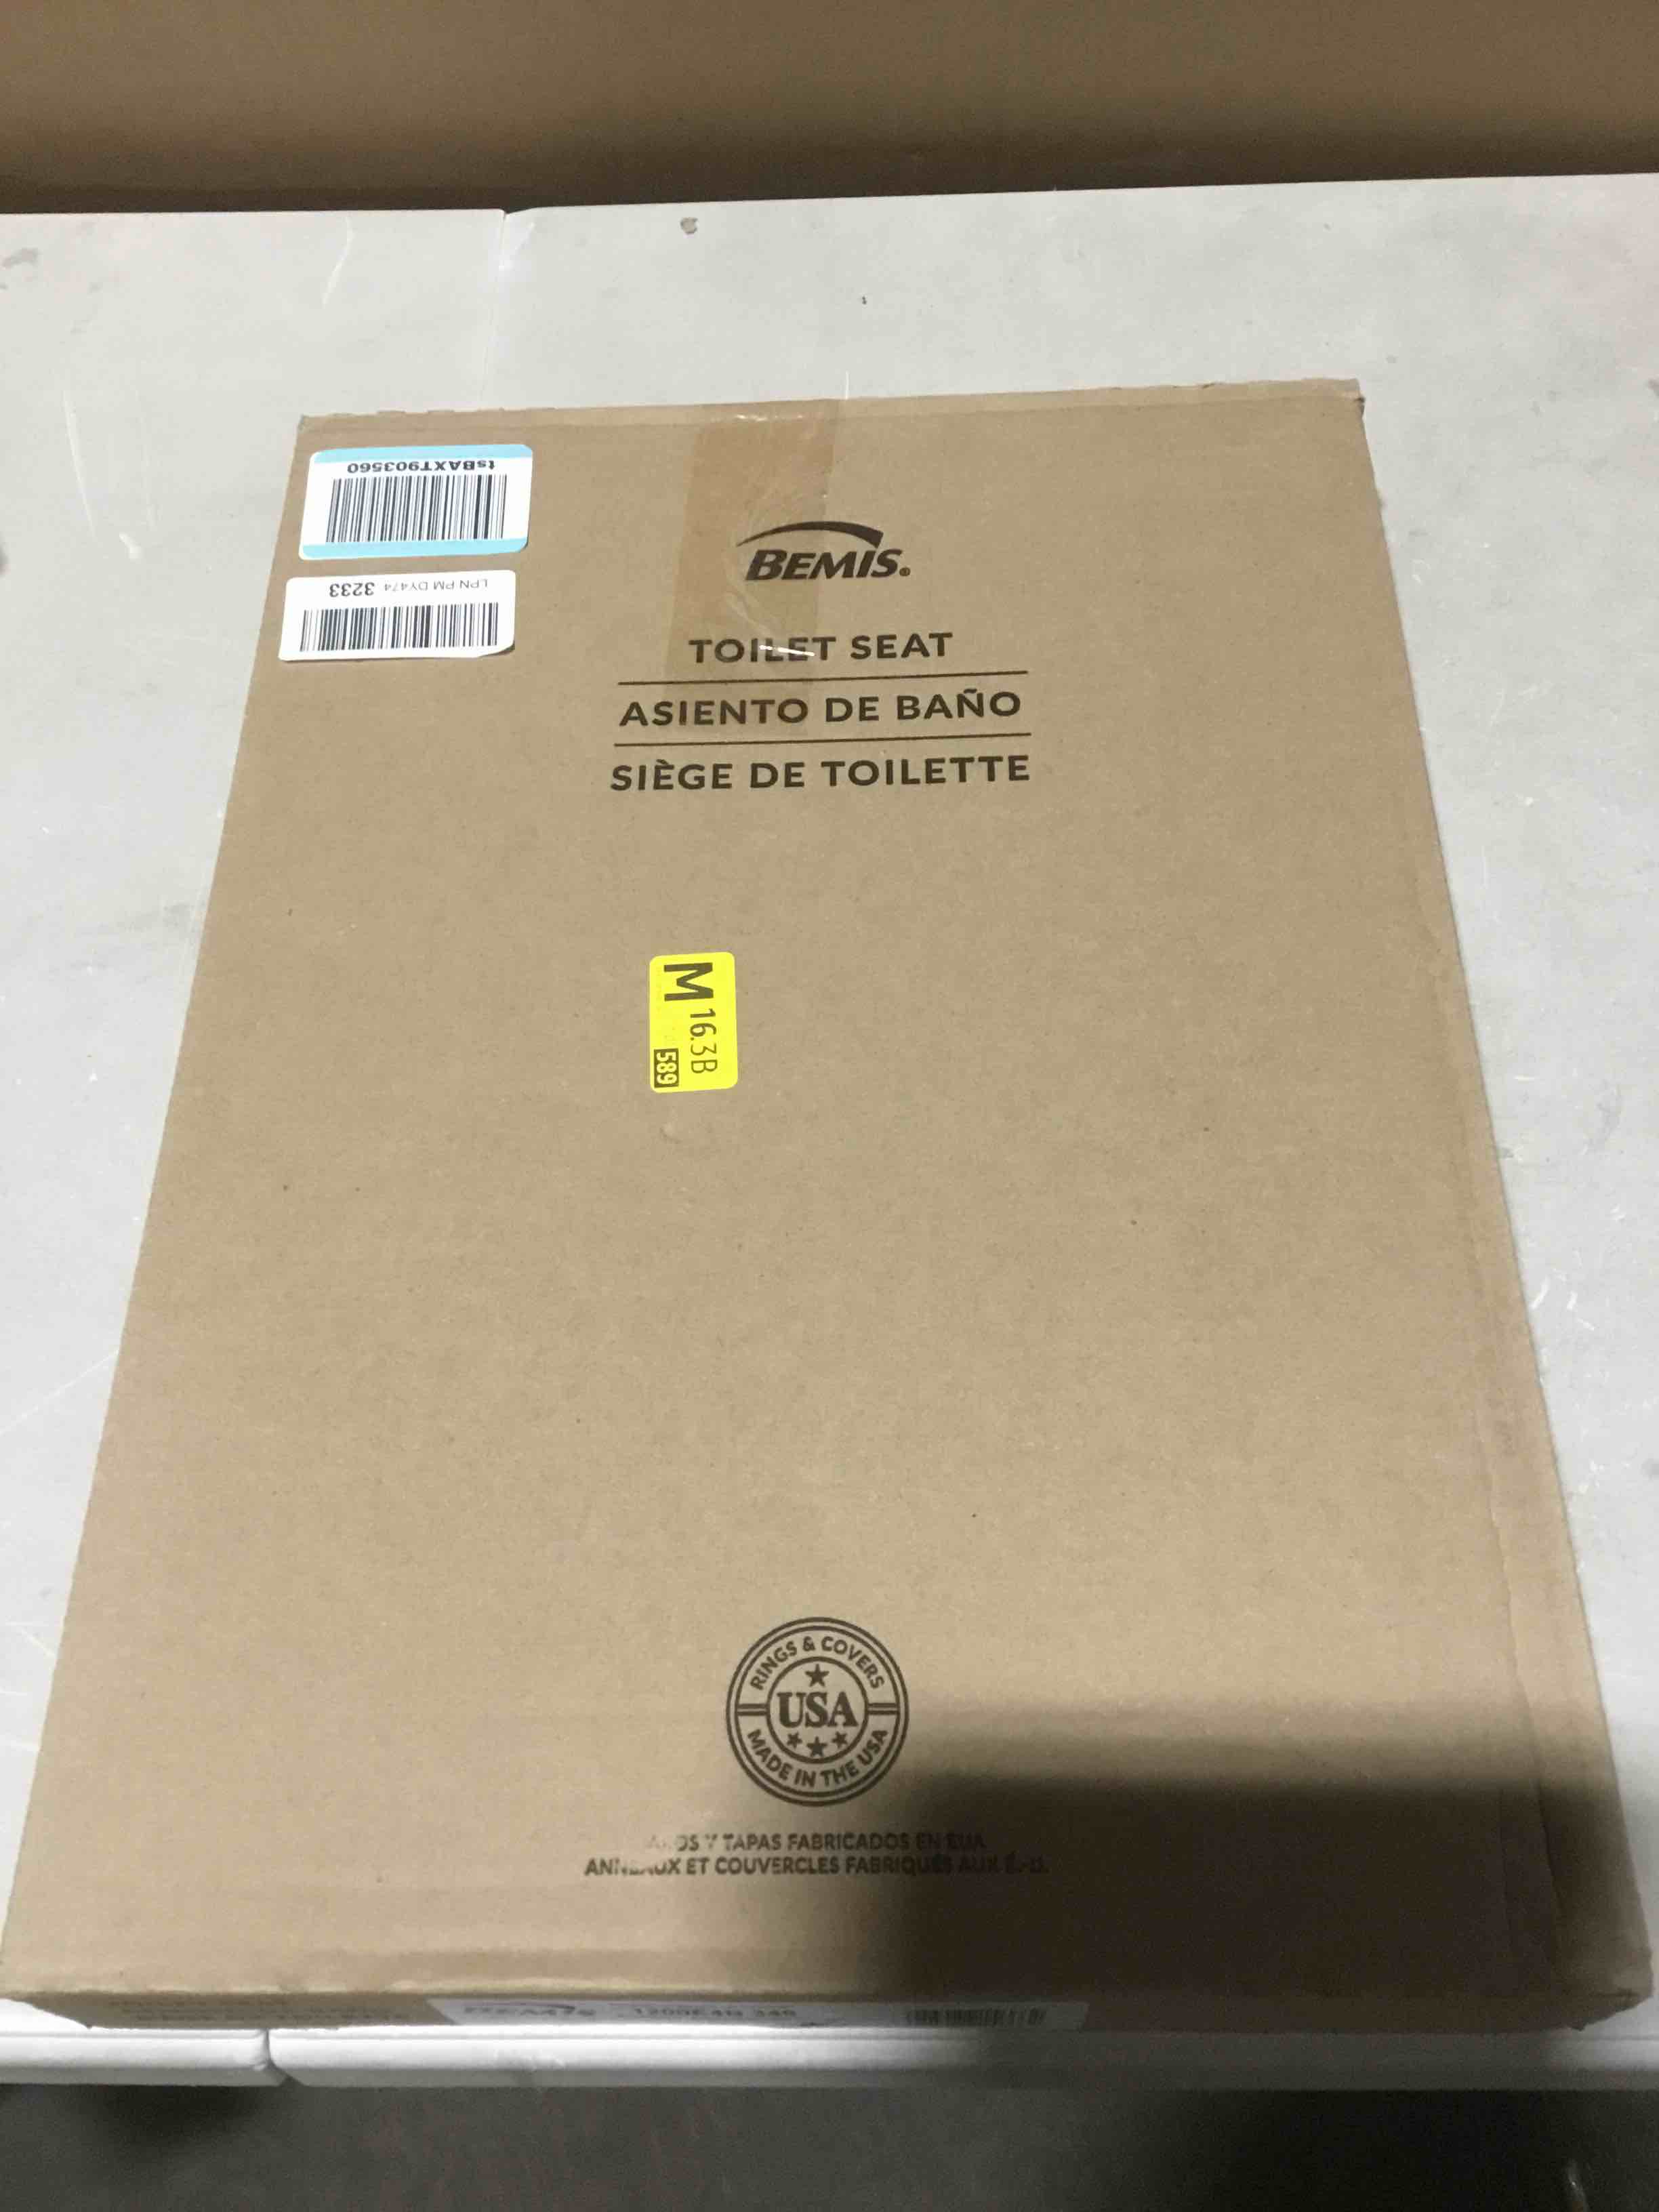 tsBAXT903560
LPN PM DY474 3233
BEMIS®
TOILET SEAT
ASIENTO DE BAÑO
SIÈGE DE TOILETTE
M 16.3B
589
RINGS & COVERS
USA
MADE IN THE USA
Y TAPAS FABRICADOS EN EUA
ANNEAUX ET COUVERCLES FABRIQUÉS AUX É.-U.
BEMIS